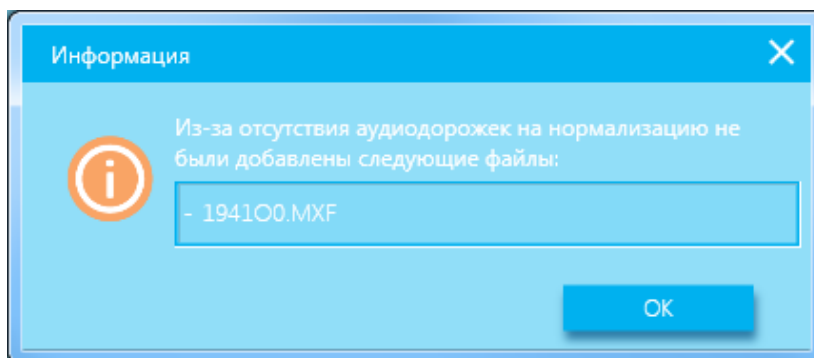 Информация
Из-за отсутствия аудиодорожек на нормализацию не
были добавлены следующие файлы:
- 1941O0.MXF
OK